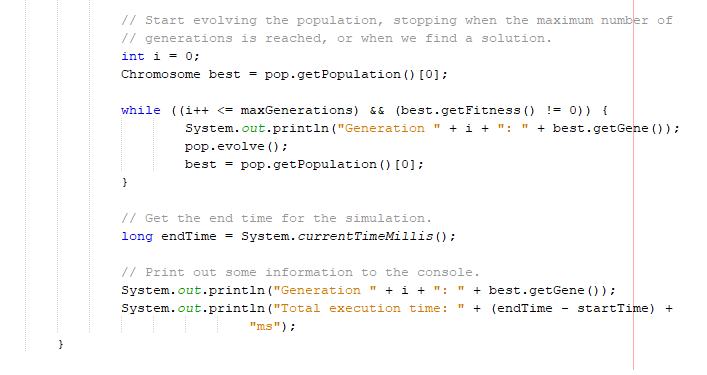 // Start evolving the population, stopping when the maximum number of
// generations is reached, or when we find a solution.
int i = 0;
Chromosome best = pop.getPopulation()[0];
while ((i++ <= maxGenerations) && (best.getFitness() != 0)) {
System.out.println("Generation " + i + ": " + best.getGene());
pop.evolve();
best = pop.getPopulation()[0];
}
// Get the end time for the simulation.
long endTime = System.currentTimeMillis();
// Print out some information to the console.
System.out.println("Generation " + i + ": " + best.getGene());
System.out.println("Total execution time: " + (endTime - startTime) +
"ms");
}